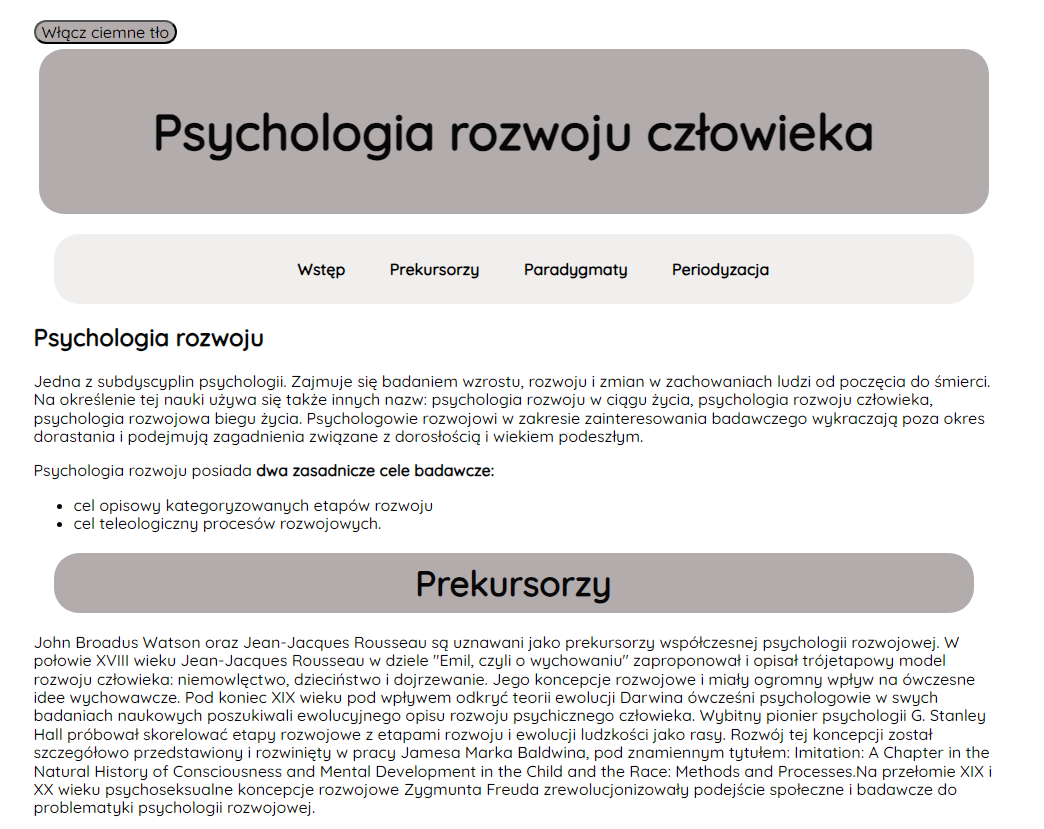 Włącz ciemne tło
Psychologia rozwoju człowieka
Wstęp Prekursorzy Paradygmaty Periodyzacja
Psychologia rozwoju
Jedna z subdyscyplin psychologii. Zajmuje się badaniem wzrostu, rozwoju i zmian w zachowaniach ludzi od poczęcia do śmierci.
Na określenie tej nauki używa się także innych nazw: psychologia rozwoju w ciągu życia, psychologia rozwoju człowieka,
psychologia rozwojowa biegu życia. Psychologowie rozwojowi w zakresie zainteresowania badawczego wykraczają poza okres
dorastania i podejmują zagadnienia związane z dorosłością i wiekiem podeszłym.
Psychologia rozwoju posiada dwa zasadnicze cele badawcze:
• cel opisowy kategoryzowanych etapów rozwoju
• cel teleologiczny procesów rozwojowych.
Prekursorzy
John Broadus Watson oraz Jean-Jacques Rousseau są uznawani jako prekursorzy współczesnej psychologii rozwojowej. W
połowie XVIII wieku Jean-Jacques Rousseau w dziele "Emil, czyli o wychowaniu" zaproponował i opisał trójetapowy model
rozwoju człowieka: niemowlęctwo, dzieciństwo i dojrzewanie. Jego koncepcje rozwojowe i miały ogromny wpływ na ówczesne
idee wychowawcze. Pod koniec XIX wieku pod wpływem odkryć teorii ewolucji Darwina ówcześni psychologowie w swych
badaniach naukowych poszukiwali ewolucyjnego opisu rozwoju psychicznego człowieka. Wybitny pionier psychologii G. Stanley
Hall próbował skorelować etapy rozwojowe z etapami rozwoju i ewolucji ludzkości jako rasy. Rozwój tej koncepcji został
szczegółowo przedstawiony i rozwinięty w pracy Jamesa Marka Baldwina, pod znamiennym tytułem: Imitation: A Chapter in the
Natural History of Consciousness and Mental Development in the Child and the Race: Methods and Processes.Na przełomie XIX i
XX wieku psychoseksualne koncepcje rozwojowe Zygmunta Freuda zrewolucjonizowały podejście społeczne i badawcze do
problematyki psychologii rozwojowej.